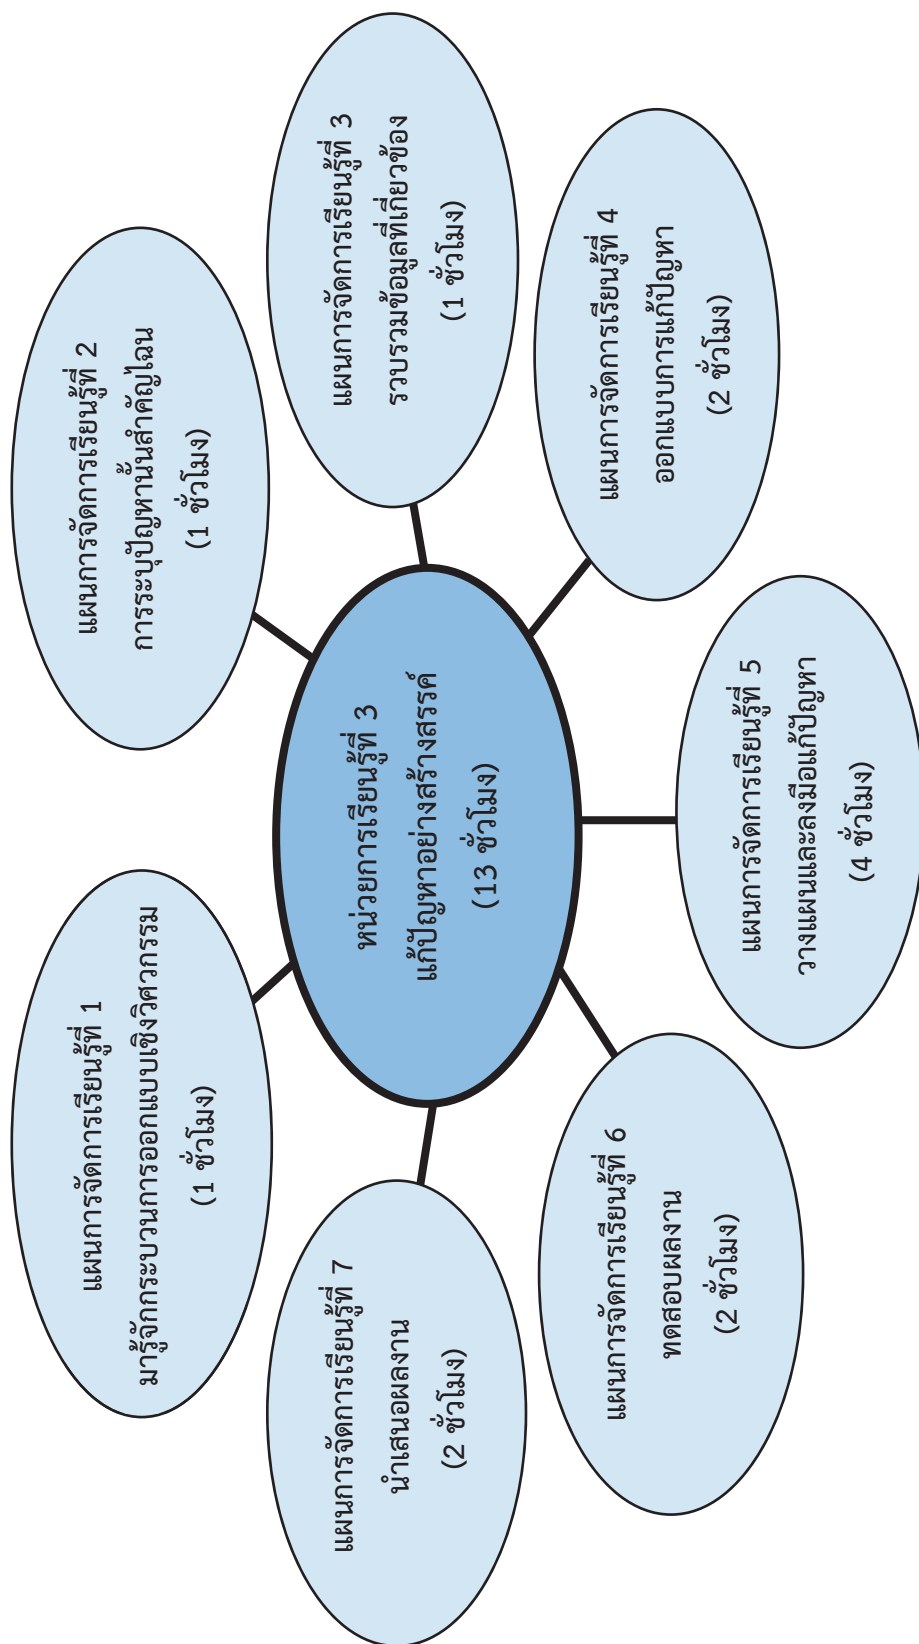 หน่วยการเรียนรู้ที่ 3
แก้ปัญหาอย่างสร้างสรรค์
(13 ชั่วโมง)
แผนการจัดการเรียนรู้ที่ 1
มารู้จักกระบวนการออกแบบเชิงวิศวกรรม
(1 ชั่วโมง)
แผนการจัดการเรียนรู้ที่ 2
การระบุปัญหานั้นสำคัญไฉน
(1 ชั่วโมง)
แผนการจัดการเรียนรู้ที่ 3
รวบรวมข้อมูลที่เกี่ยวข้อง
(1 ชั่วโมง)
แผนการจัดการเรียนรู้ที่ 4
ออกแบบการแก้ปัญหา
(2 ชั่วโมง)
แผนการจัดการเรียนรู้ที่ 5
วางแผนและลงมือแก้ปัญหา
(4 ชั่วโมง)
แผนการจัดการเรียนรู้ที่ 6
ทดสอบผลงาน
(2 ชั่วโมง)
แผนการจัดการเรียนรู้ที่ 7
นำเสนอผลงาน
(2 ชั่วโมง)